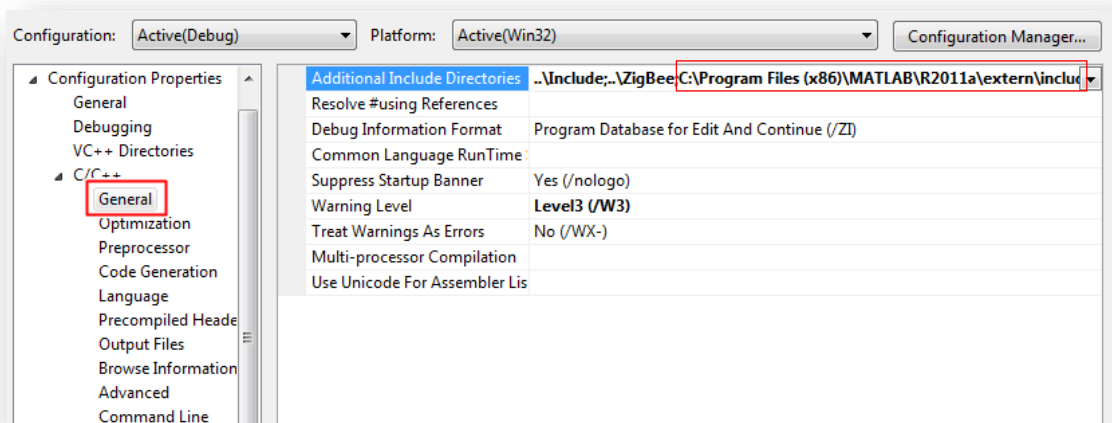 Configuration: Active(Debug) Platform: Active(Win32) Configuration Manager...
Configuration Properties
General
Debugging
VC++ Directories
C/C++
General
Optimization
Preprocessor
Code Generation
Language
Precompiled Heade
Output Files
Browse Information
Advanced
Command Line
Additional Include Directories ..\Include;..\ZigBee;C:\Program Files (x86)\MATLAB\R2011a\extern\includ
Resolve #using References
Debug Information Format Program Database for Edit And Continue (/ZI)
Common Language RunTime
Suppress Startup Banner Yes (/nologo)
Warning Level Level3 (/W3)
Treat Warnings As Errors No (/WX-)
Multi-processor Compilation
Use Unicode For Assembler Lis